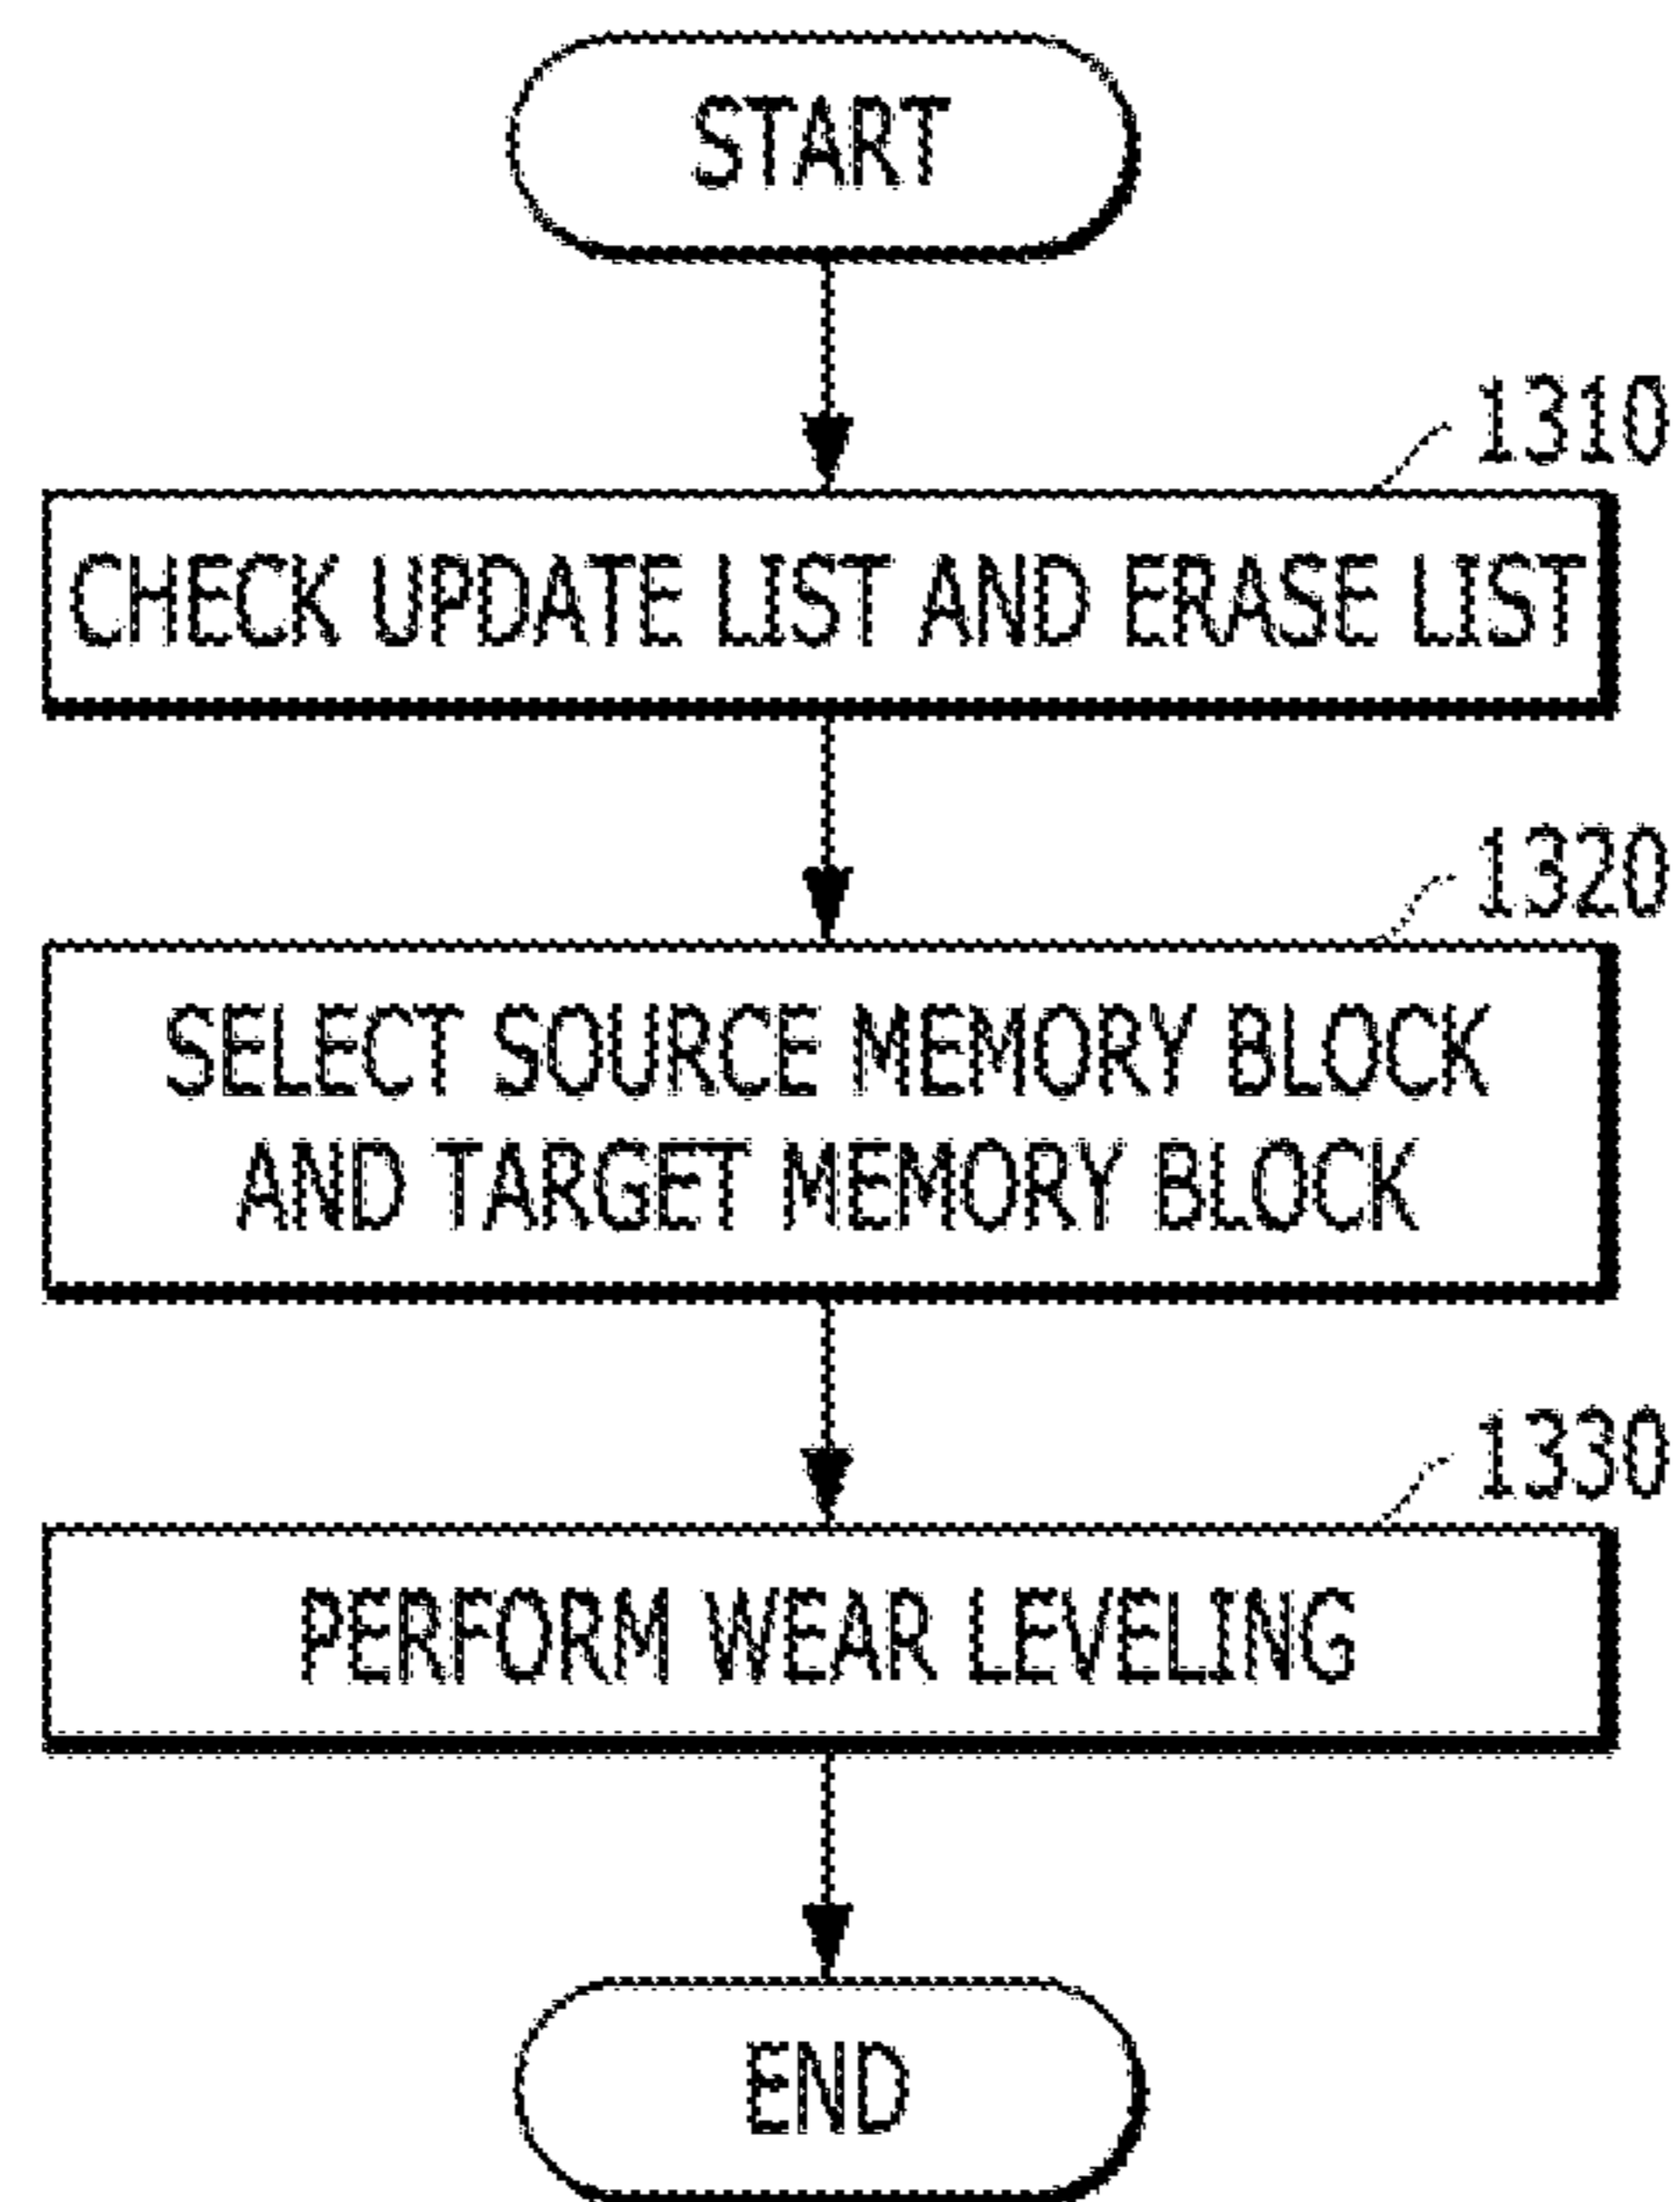 START
1310
CHECK UPDATE LIST AND ERASE LIST
1320
SELECT SOURCE MEMORY BLOCK
AND TARGET MEMORY BLOCK
1330
PERFORM WEAR LEVELING
END